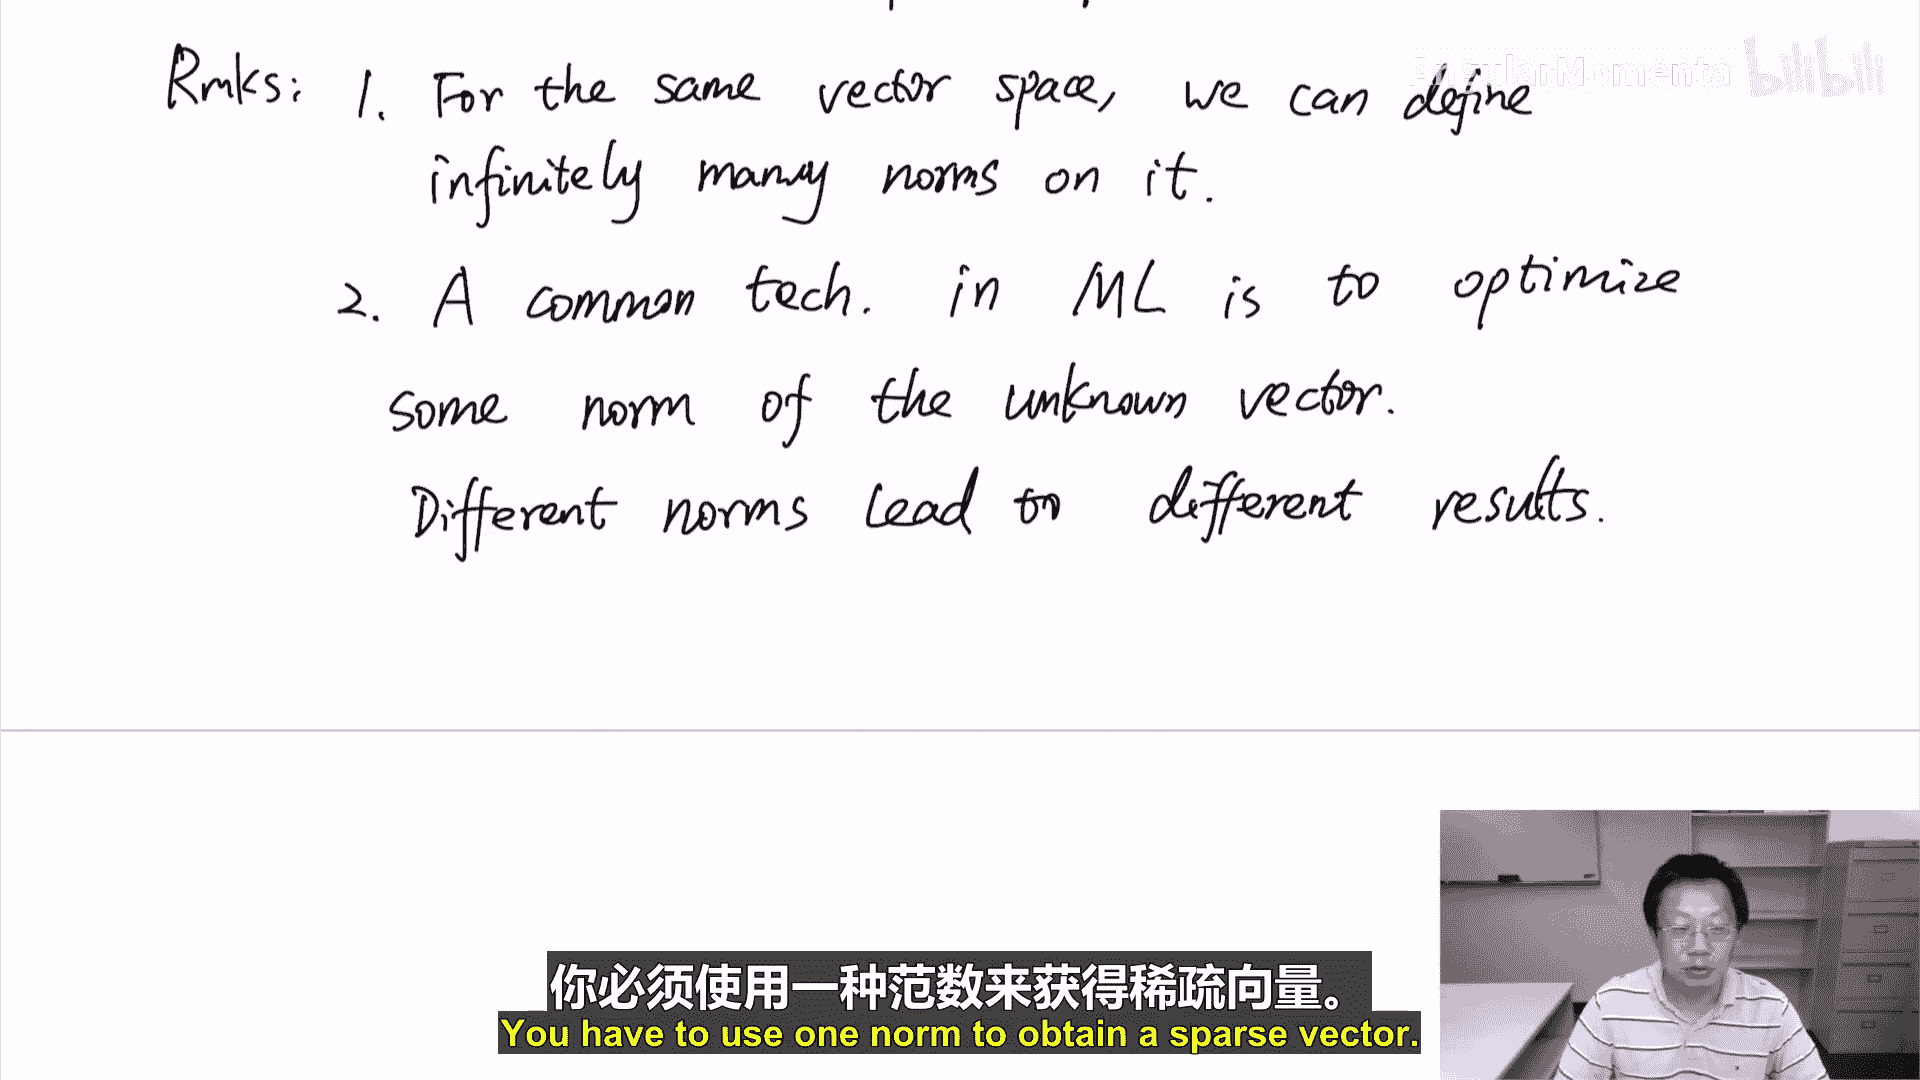 Rmks: 1. For the same vector space, we can define
infinitely many norms on it.
2. A common tech. in ML is to optimize
some norm of the unknown vector.
Different norms lead to different results.
bilibili
你必须使用一种范数来获得稀疏向量。
You have to use one norm to obtain a sparse vector.